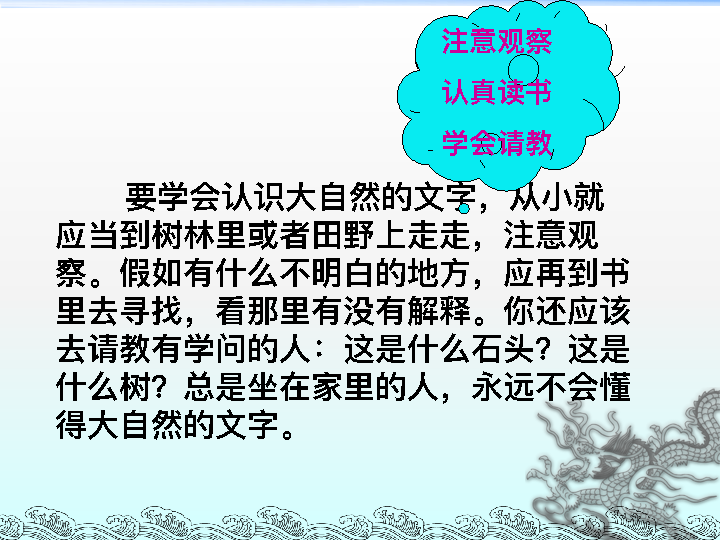 注意观察
认真读书
学会请教
要学会认识大自然的文字，从小就
应当到树林里或者田野上走走，注意观
察。假如有什么不明白的地方，应再到书
里去寻找，看那里有没有解释。你还应该
去请教有学问的人：这是什么石头？这是
什么树？总是坐在家里的人，永远不会懂
得大自然的文字。